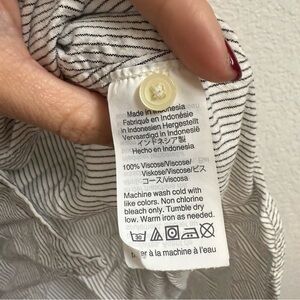 Made in Indonesia
Fabriqué en Indonésie
In Indonesien Hergestellt
Vervaardigd in Indonesië
インドネシア製
Hecho en Indonesia
100% Viscose/Viscose/
Viskose/Viscose/ビス
コース/Viscosa
Machine wash cold with
like colors. Non chlorine
bleach only. Tumble dry
low. Warm iron as needed.
à la machine à l'eau